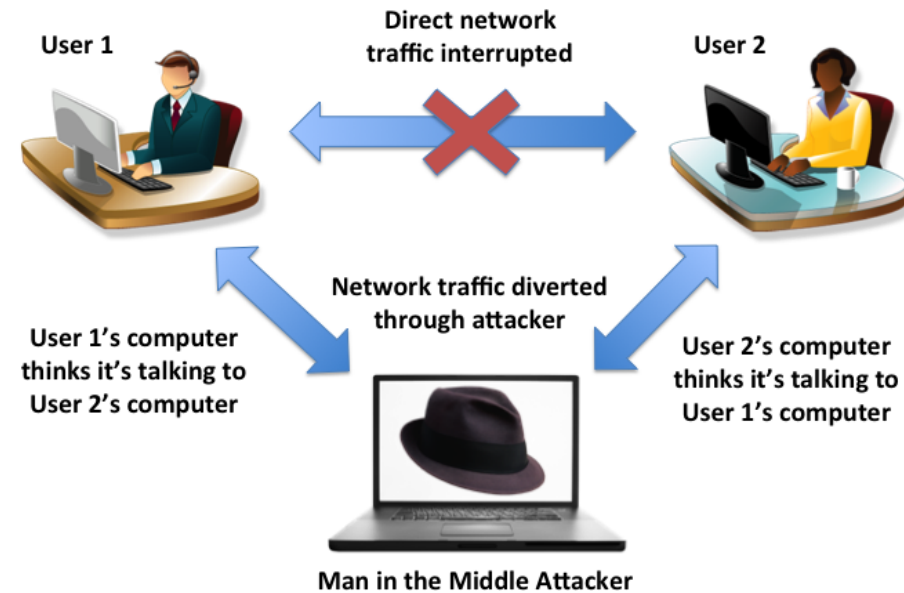 Direct network
traffic interrupted
User 1
User 2
Network traffic diverted
through attacker
User 1’s computer
thinks it’s talking to
User 2’s computer
User 2’s computer
thinks it’s talking to
User 1’s computer
Man in the Middle Attacker